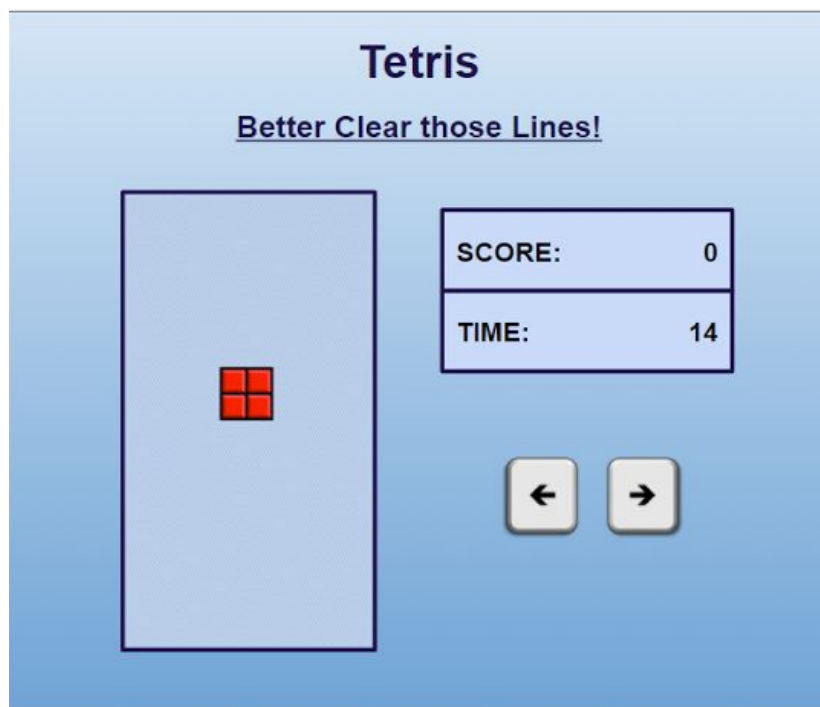 Tetris
Better Clear those Lines!
SCORE: 0
TIME: 14
← →